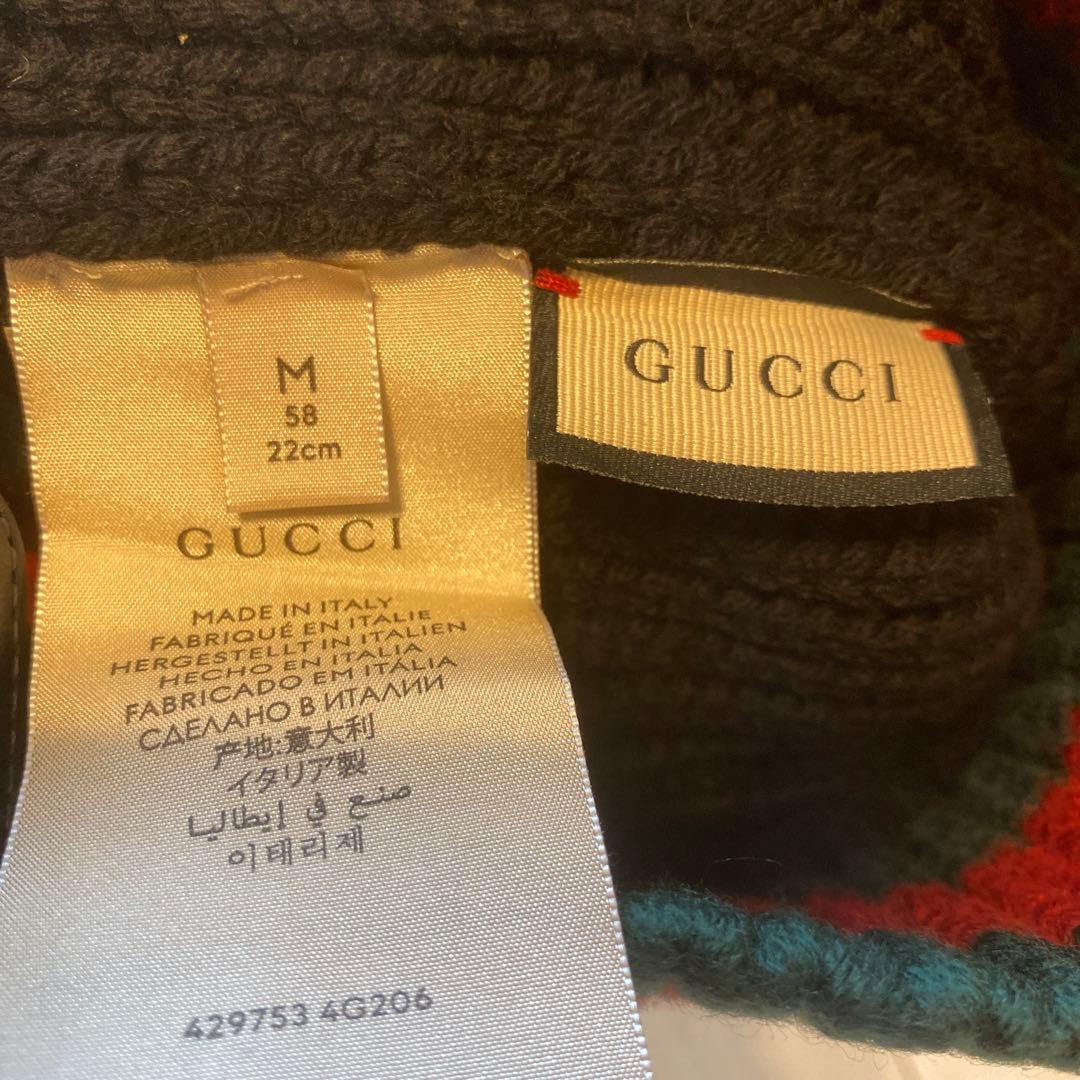 M
58
22cm
GUCCI
MADE IN ITALY
FABRIQUÉ EN ITALIE
HERGESTELLT IN ITALIEN
HECHO EN ITALIA
FABRICADO EM ITÁLIA
СДЕЛАНО В ИТАЛИИ
产地:意大利
イタリア製
صنع في إيطاليا
이태리제
429753 4G206
GUCCI